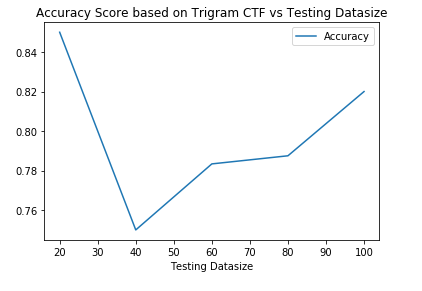 Accuracy Score based on Trigram CTF vs Testing Datasize
Accuracy
0.84
0.82
0.80
0.78
0.76
20 30 40 50 60 70 80 90 100
Testing Datasize